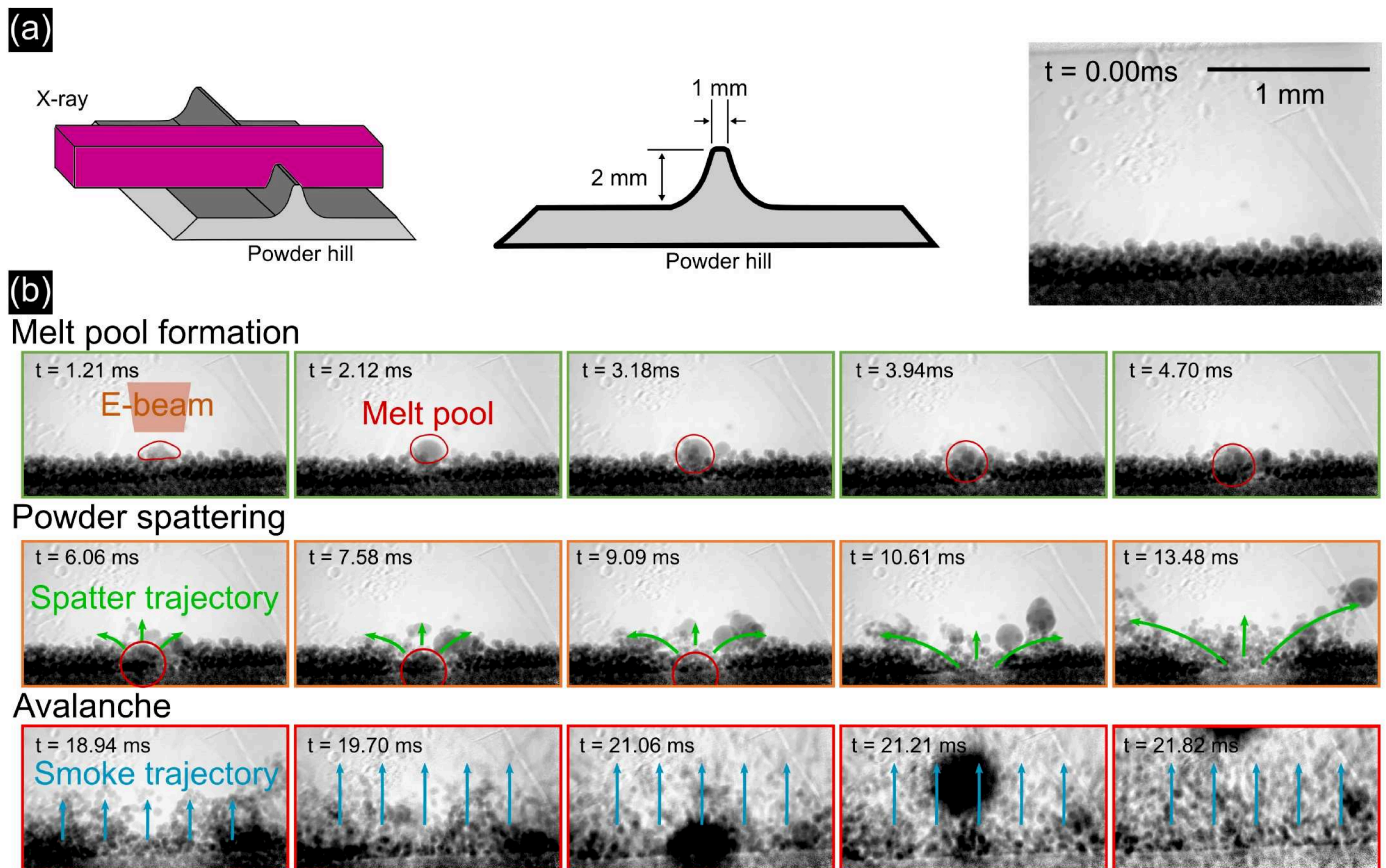 (a)
X-ray
Powder hill
1 mm
2 mm
Powder hill
t = 0.00ms
1 mm
(b)
Melt pool formation
t = 1.21 ms
E-beam
t = 2.12 ms
Melt pool
t = 3.18ms
t = 3.94ms
t = 4.70 ms
Powder spattering
t = 6.06 ms
Spatter trajectory
t = 7.58 ms
t = 9.09 ms
t = 10.61 ms
t = 13.48 ms
Avalanche
t = 18.94 ms
Smoke trajectory
t = 19.70 ms
t = 21.06 ms
t = 21.21 ms
t = 21.82 ms